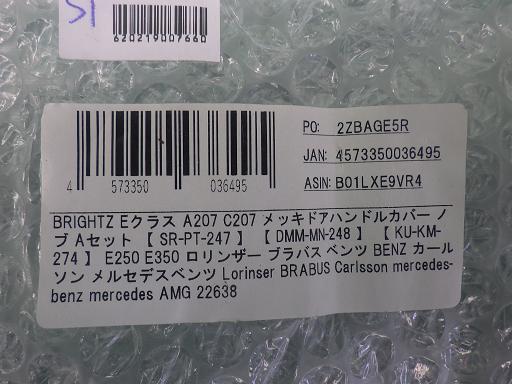 SI
620219007660
PO: 2ZBAGE5R
JAN: 4573350036495
ASIN: B01LXE9VR4
4 573350 036495
BRIGHTZ Eクラス A207 C207 メッキドアハンドルカバー ノ
ブ Aセット 【 SR-PT-247 】 【 DMM-MN-248 】 【 KU-KM-
274 】 E250 E350 ロリンザー ブラバス ベンツ BENZ カール
ソン メルセデスベンツ Lorinser BRABUS Carlsson mercedes-
benz mercedes AMG 22638